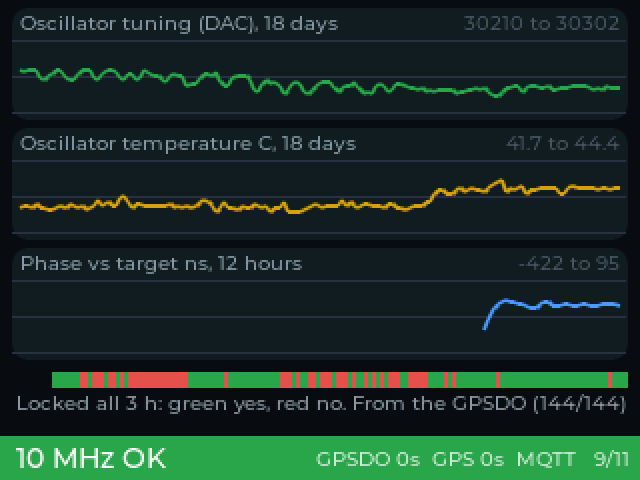 Oscillator tuning (DAC), 18 days 30210 to 30302
Oscillator temperature C, 18 days 41.7 to 44.4
Phase vs target ns, 12 hours -422 to 95
Locked all 3 h: green yes, red no. From the GPSDO (144/144)
10 MHz OK GPSDO 0s GPS 0s MQTT 9/11